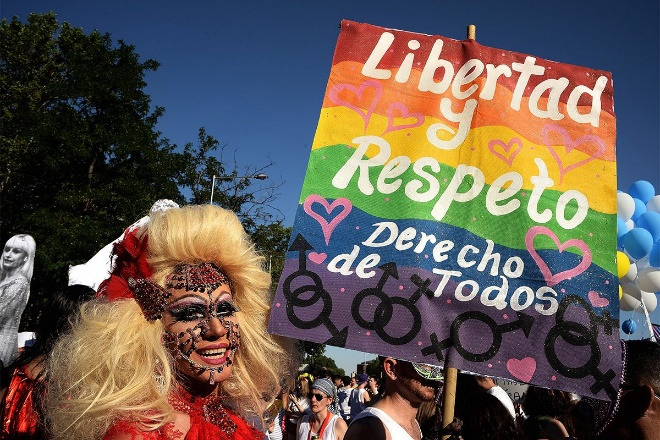 Libertad
y
Respeto
Derecho
de Todos